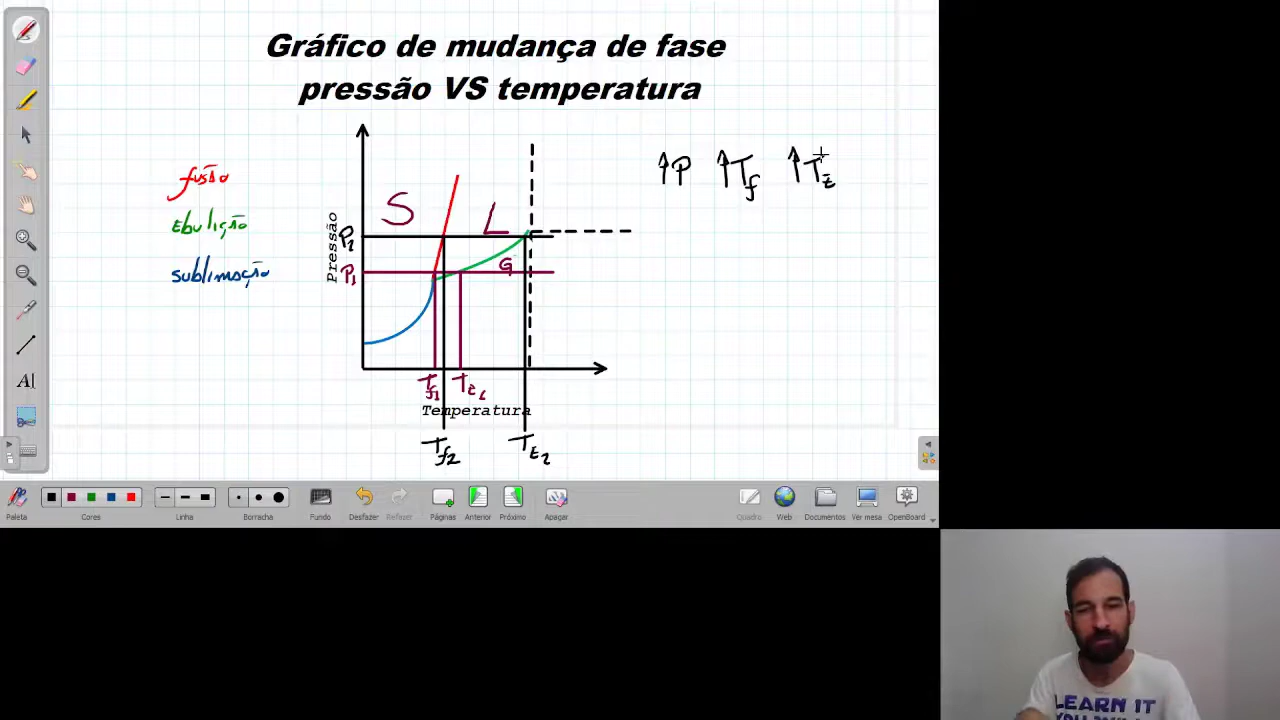 Gráfico de mudança de fase
pressão VS temperatura
fusão
Ebulição
sublimação
Pressão
P2
P1
S
L
G
Tf1 TE1
Temperatura
Tf2 TE2
↑P ↑Tf ↑TE
A
Paleta
Cores
Linha
Borracha
Fundo
Desfazer
Refazer
Páginas
Anterior
Próximo
Apagar
Quadro
Web
Documentos
Ver mesa
OpenBoard
LEARN IT